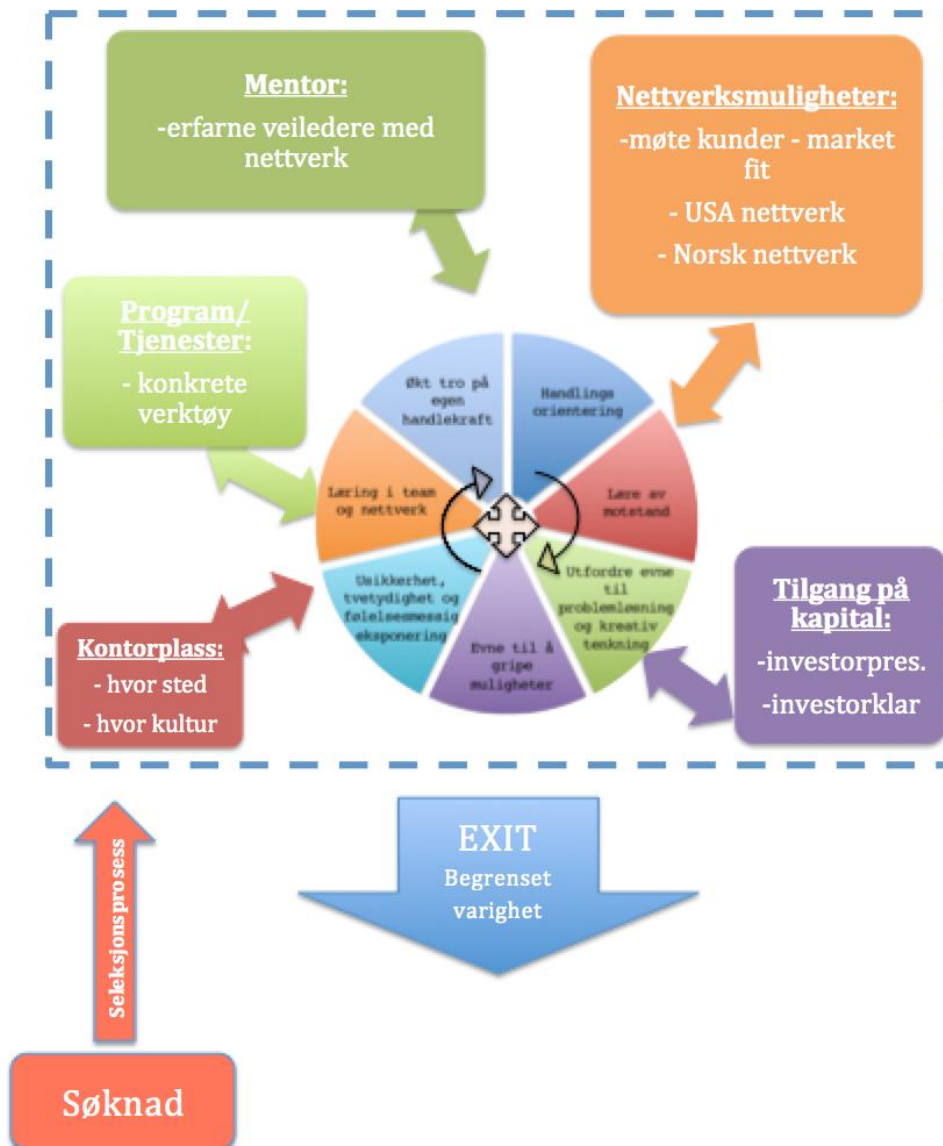 Mentor:
-erfarne veiledere med
nettverk
Nettverksmuligheter:
-møte kunder - market
fit
- USA nettverk
- Norsk nettverk
Program/
Tjenester:
- konkrete
verktøy
Økt tro på
egen
handlekraft
Handlings
orientering
Læring i team
og nettverk
Lære av
motstand
Usikkerhet,
tvetydighet og
følelsesmessig
eksponering
Evne til å
gripe
muligheter
Utfordre evne
til
problemløsning
og kreativ
tenkning
Kontorplass:
- hvor sted
- hvor kultur
Tilgang på
kapital:
-investorpres.
-investorklar
EXIT
Begrenset
varighet
Seleksjonsprosess
Søknad